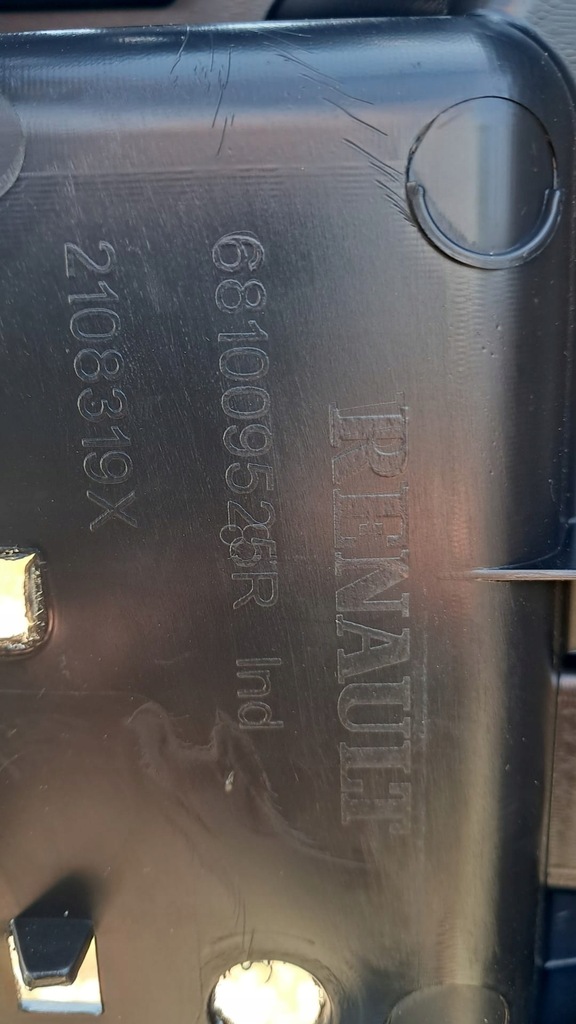 RENAULT
Ind
2108319X